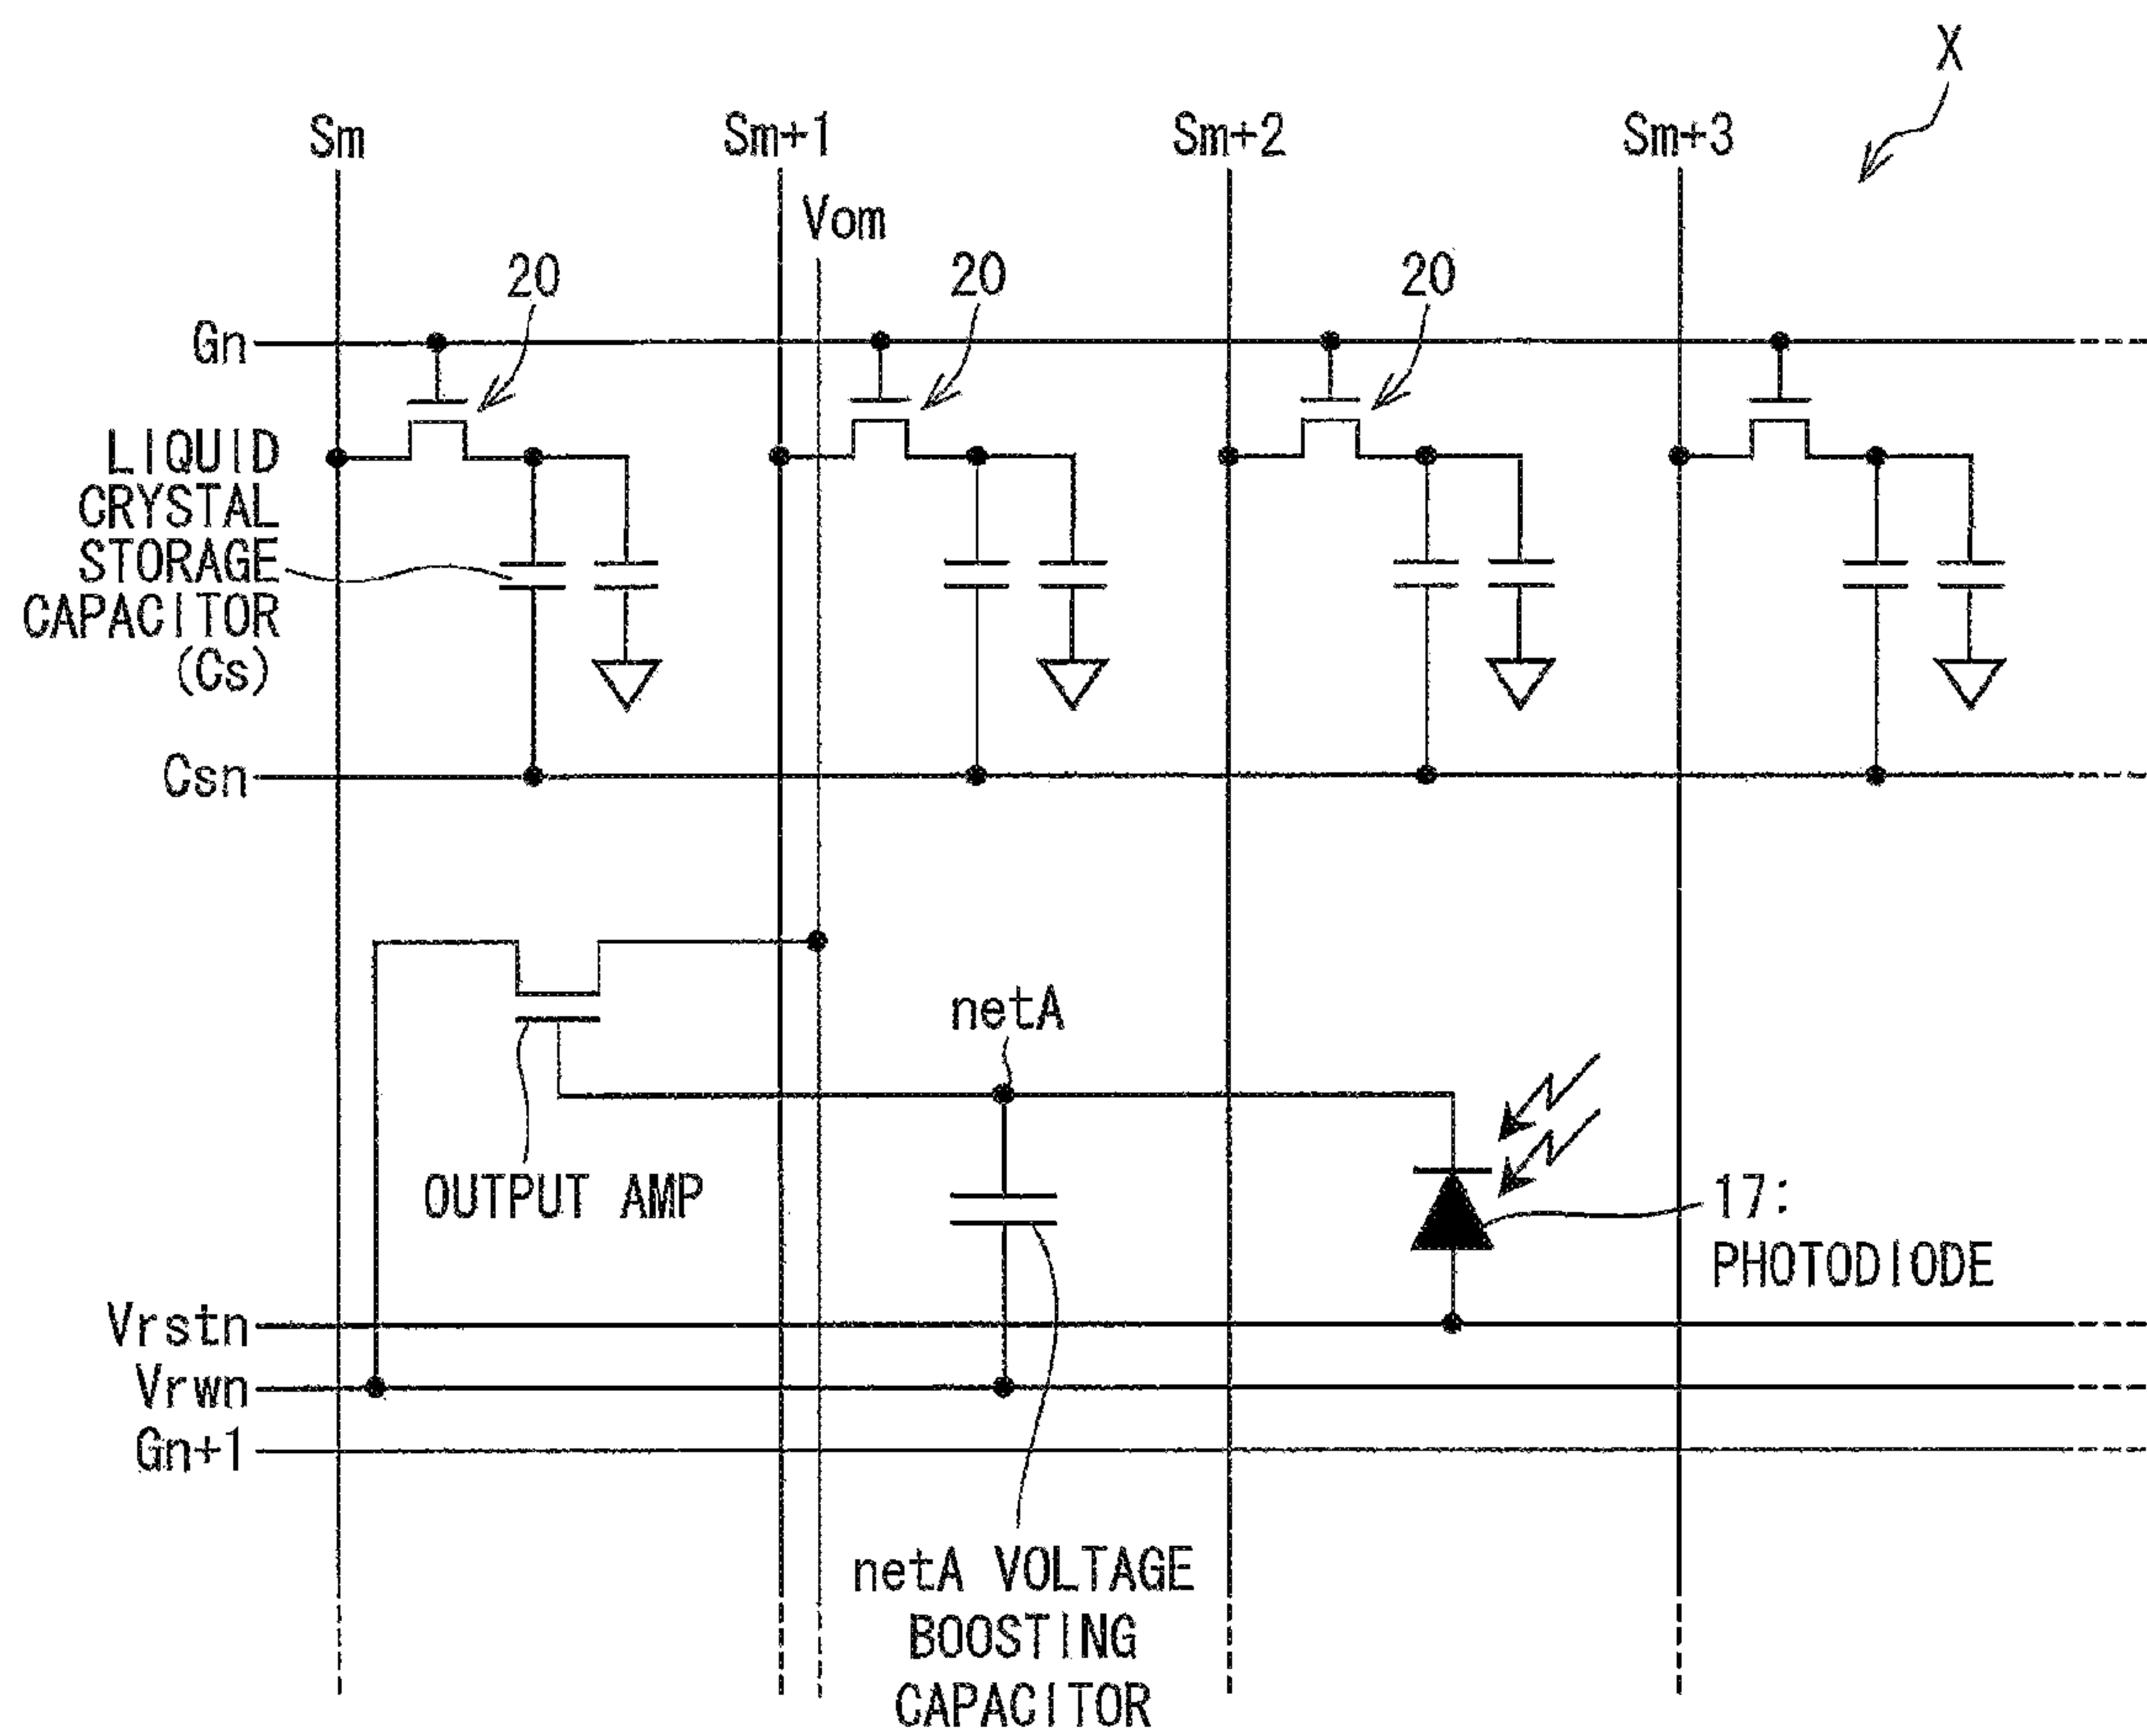 X
Sm
Sm+1
Sm+2
Sm+3
Vom
20
20
20
Gn
LIQUID
CRYSTAL
STORAGE
CAPACITOR
(Cs)
Csn
netA
OUTPUT AMP
17:
PHOTODIODE
Vrstn
Vrwn
Gn+1
netA VOLTAGE
BOOSTING
CAPACITOR